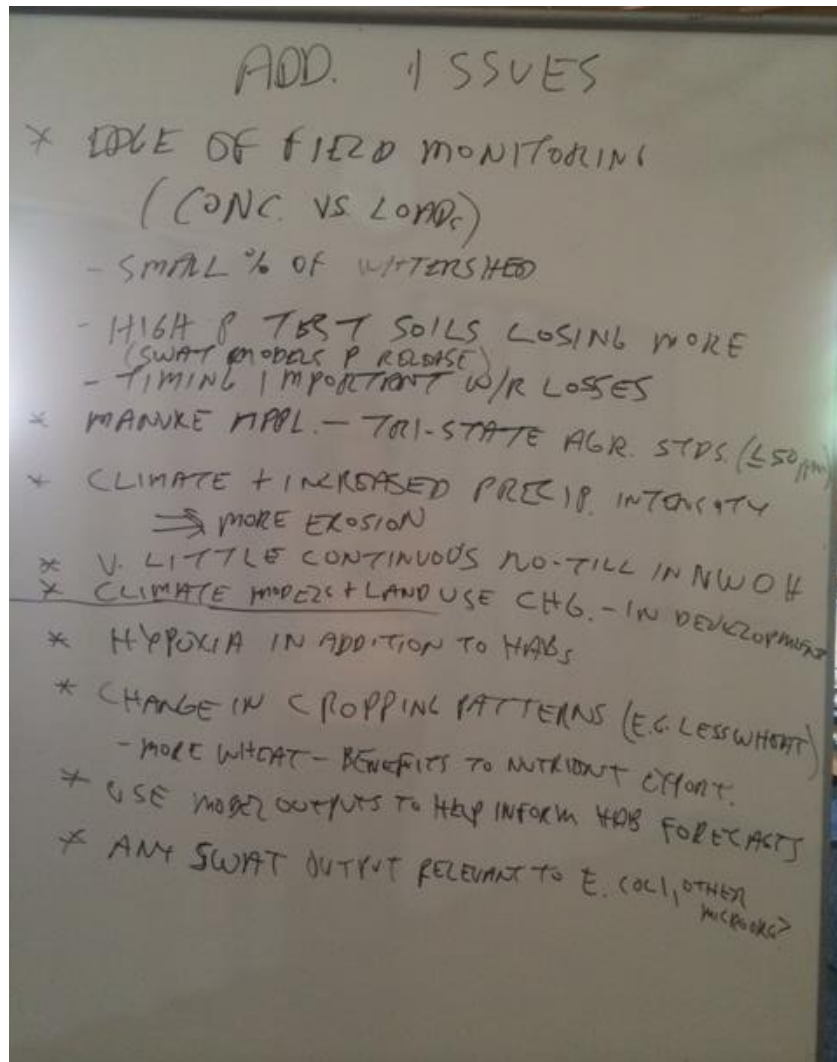 ADD. ISSUES
* EDGE OF FIELD MONITORING
(CONC. VS. LOADS)
- SMALL % OF WATERSHED
- HIGH P TEST SOILS LOSING MORE
(SWAT MODELS P RELEASE)
- TIMING IMPORTANT W/R LOSSES
* MANURE APPL. - TRI-STATE AGR. STDS. (≤50 ppm)
* CLIMATE + INCREASED PRECIP. INTENSITY
⇒ MORE EROSION
* V. LITTLE CONTINUOUS NO-TILL IN NWOH
* CLIMATE MODELS + LAND USE CHG. - IN DEVELOPMENT
* HYPOXIA IN ADDITION TO HABs
* CHANGE IN CROPPING PATTERNS (E.G. LESS WHEAT)
- MORE WHEAT - BENEFITS TO NUTRIENT EFFORT.
* USE MODEL OUTPUTS TO HELP INFORM HAB FORECASTS
* ANY SWAT OUTPUT RELEVANT TO E. COLI, OTHER
MICROORG?